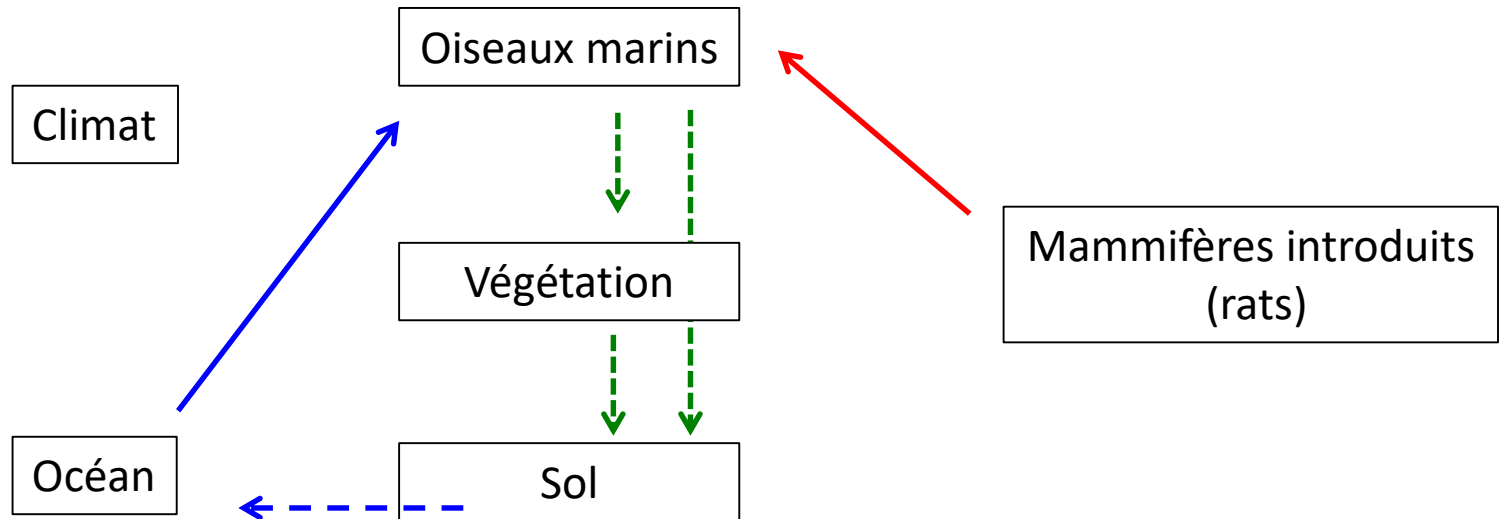 Oiseaux marins
Climat
Mammifères introduits
(rats)
Végétation
Océan
Sol